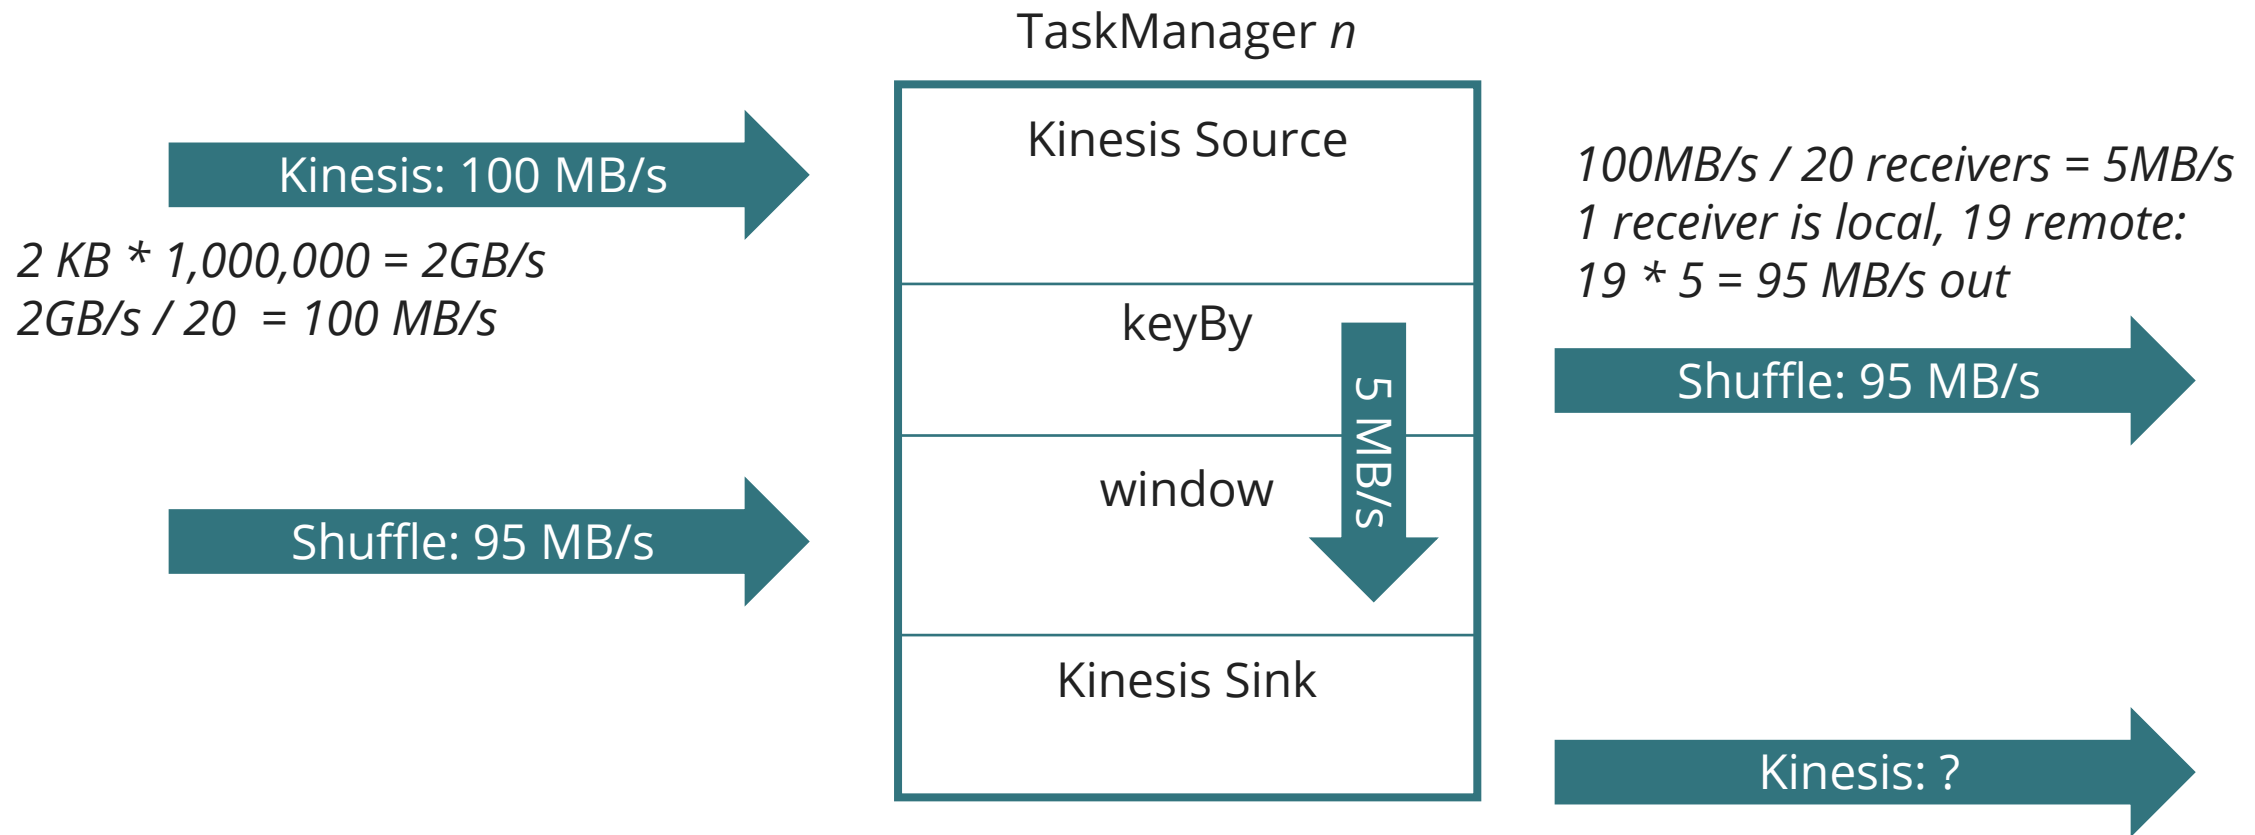 TaskManager n
Kinesis: 100 MB/s
2 KB * 1,000,000 = 2GB/s
2GB/s / 20 = 100 MB/s
Shuffle: 95 MB/s
Kinesis Source
keyBy
window
Kinesis Sink
5 MB/s
100MB/s / 20 receivers = 5MB/s
1 receiver is local, 19 remote:
19 * 5 = 95 MB/s out
Shuffle: 95 MB/s
Kinesis: ?